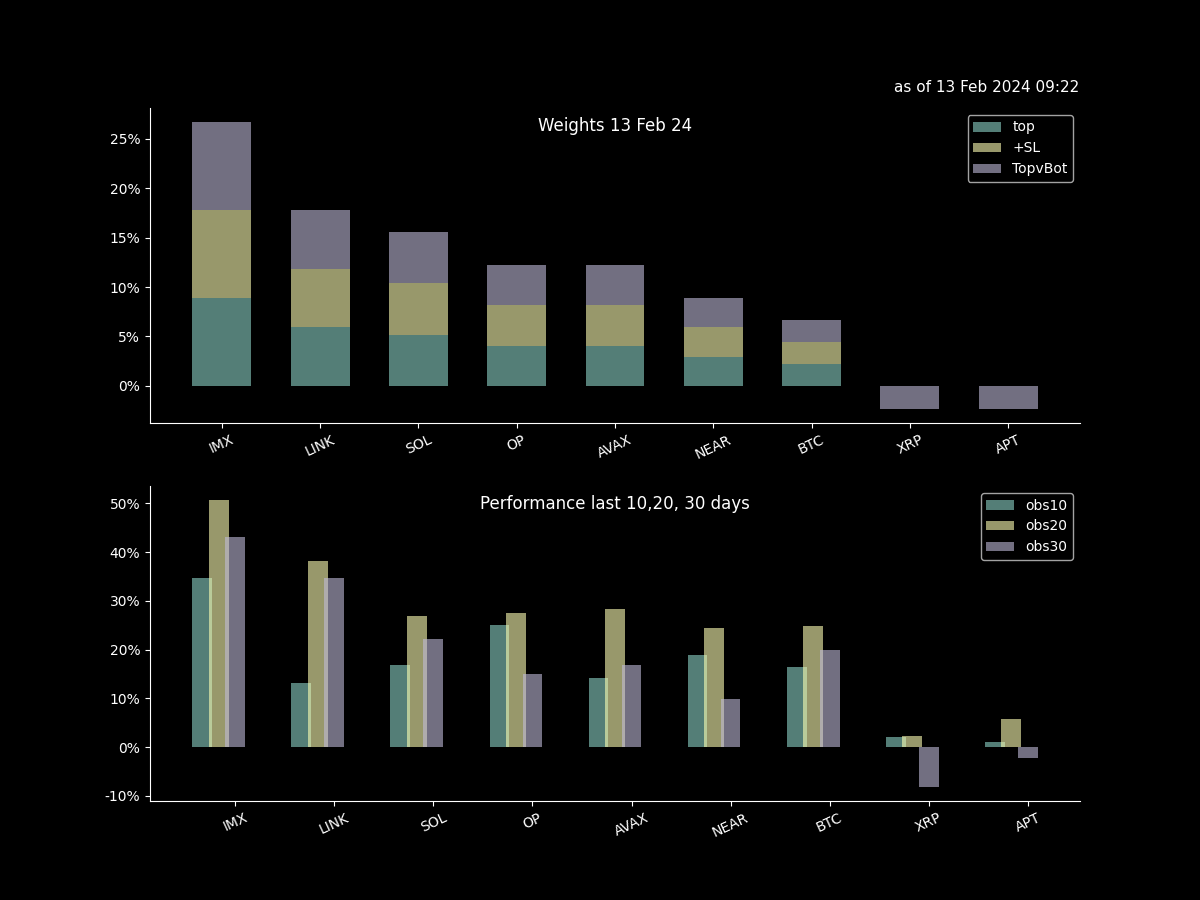 as of 13 Feb 2024 09:22
Weights 13 Feb 24
top
+SL
TopvBot
25%
20%
15%
10%
5%
0%
IMX LINK SOL OP AVAX NEAR BTC XRP APT
Performance last 10,20, 30 days
obs10
obs20
obs30
50%
40%
30%
20%
10%
0%
-10%
IMX LINK SOL OP AVAX NEAR BTC XRP APT